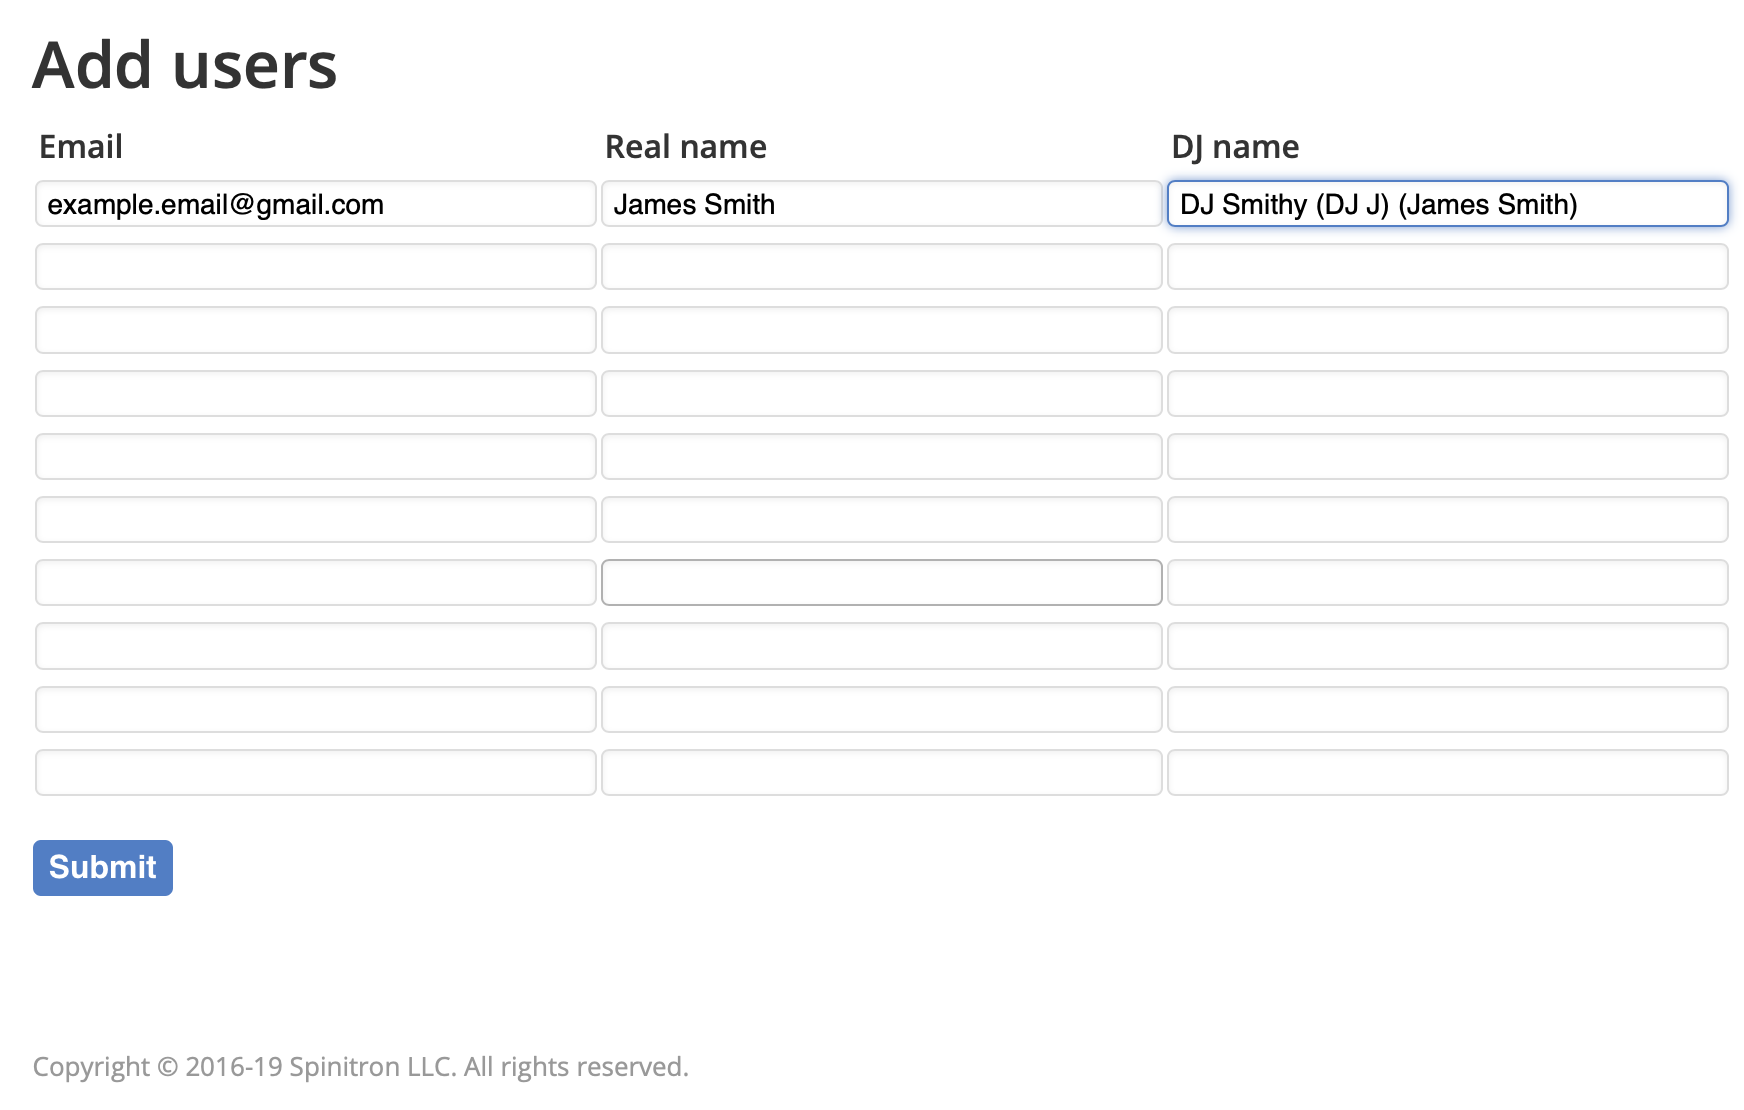 Add users
Email Real name DJ name
example.email@gmail.com James Smith DJ Smithy (DJ J) (James Smith)
Submit
Copyright © 2016-19 Spinitron LLC. All rights reserved.